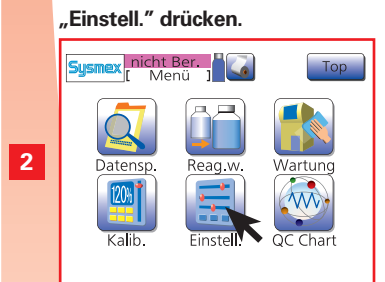 „Einstell.” drücken.
2
Sysmex nicht Ber. Top
[ Menü ]
Datensp. Reag.w. Wartung
120%
Kalib. Einstell. QC Chart